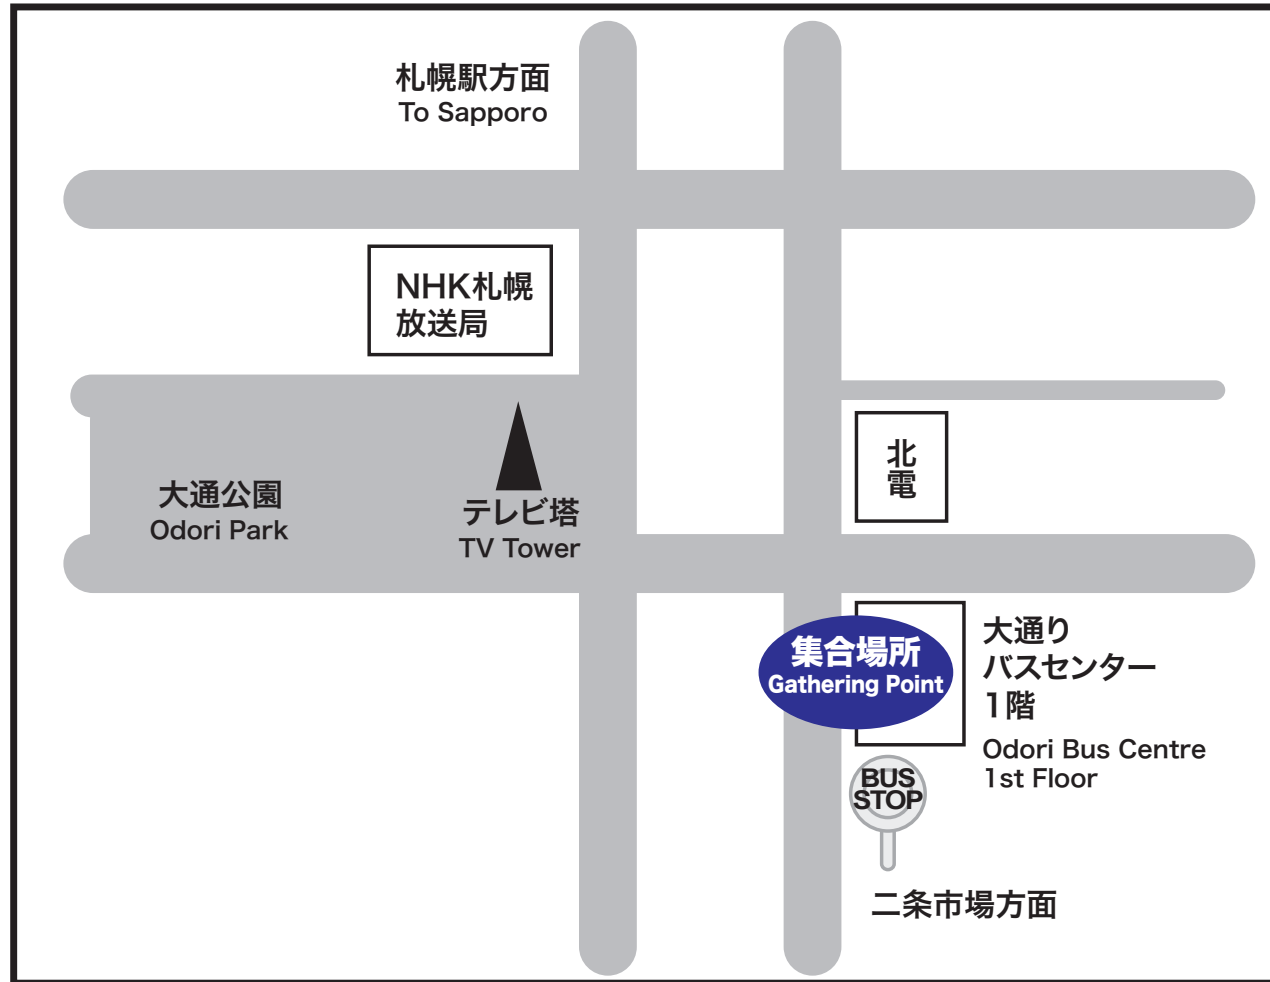 札幌駅方面
To Sapporo
NHK札幌
放送局
北
電
大通公園
Odori Park
テレビ塔
TV Tower
集合場所
Gathering Point
大通り
バスセンター
1階
Odori Bus Centre
1st Floor
BUS
STOP
二条市場方面